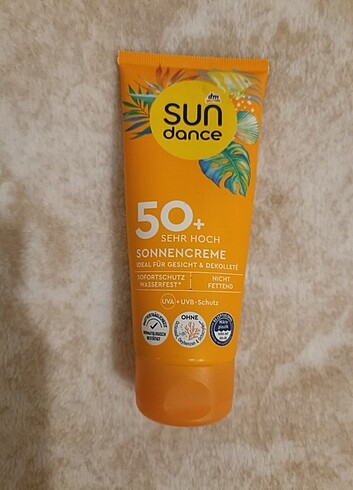 dm
SUN
dance
50+
SEHR HOCH
SONNENCREME
IDEAL FÜR GESICHT & DEKOLLETÉ
SOFORTSCHUTZ
WASSERFEST*
NICHT
FETTEND
UVA + UVB-Schutz
OHNE